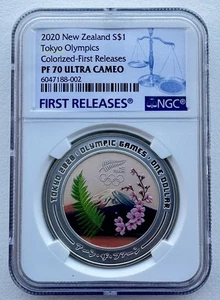 2020 New Zealand S$1
Tokyo Olympics
Colorized-First Releases
PF 70 ULTRA CAMEO
6047188-002
FIRST RELEASES
NGC
TOKYO 2020 · OLYMPIC GAMES · ONE DOLLAR